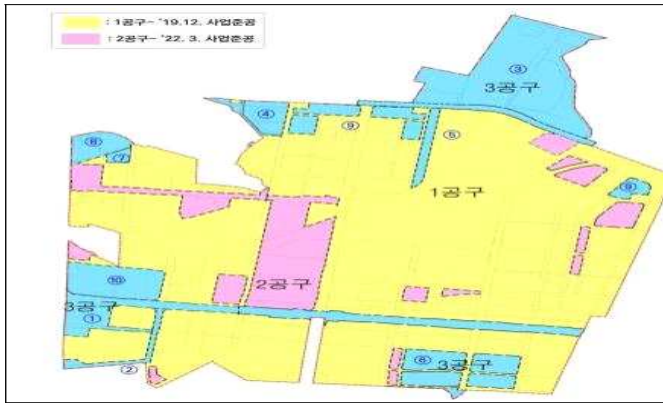 : 1공구- '19.12. 사업준공
: 2공구- '22. 3. 사업준공
③
3공구
④
⑨
⑤
⑧
⑦
1공구
⑨
⑩
2공구
3공구
①
②
⑥
3공구